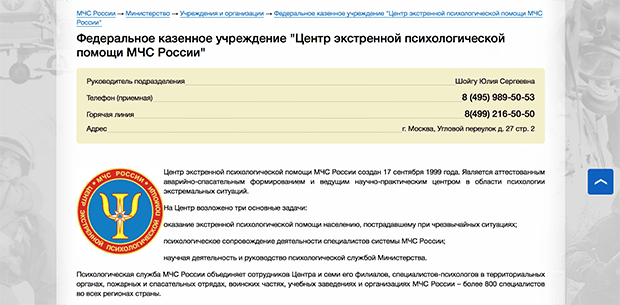 МЧС России → Министерство → Учреждения и организации → Федеральное казенное учреждение "Центр экстренной психологической помощи МЧС
России"
Федеральное казенное учреждение "Центр экстренной психологической
помощи МЧС России"
Руководитель подразделения Шойгу Юлия Сергеевна
Телефон (приемная) 8 (495) 989-50-53
Горячая линия 8(499) 216-50-50
Адрес г. Москва, Угловой переулок д. 27 стр. 2
МЧС РОССИИ
ЦЕНТР ЭКСТРЕННОЙ ПСИХОЛОГИЧЕСКОЙ ПОМОЩИ
Центр экстренной психологической помощи МЧС России создан 17 сентября 1999 года. Является аттестованным
аварийно-спасательным формированием и ведущим научно-практическим центром в области психологии
экстремальных ситуаций.
На Центр возложено три основные задачи:
оказание экстренной психологической помощи населению, пострадавшему при чрезвычайных ситуациях;
психологическое сопровождение деятельности специалистов системы МЧС России;
научная деятельность и руководство психологической службой Министерства.
Психологическая служба МЧС России объединяет сотрудников Центра и семи его филиалов, специалистов-психологов в территориальных
органах, пожарных и спасательных отрядах, воинских частях, учебных заведениях и организациях МЧС России – более 800 специалистов
во всех регионах страны.